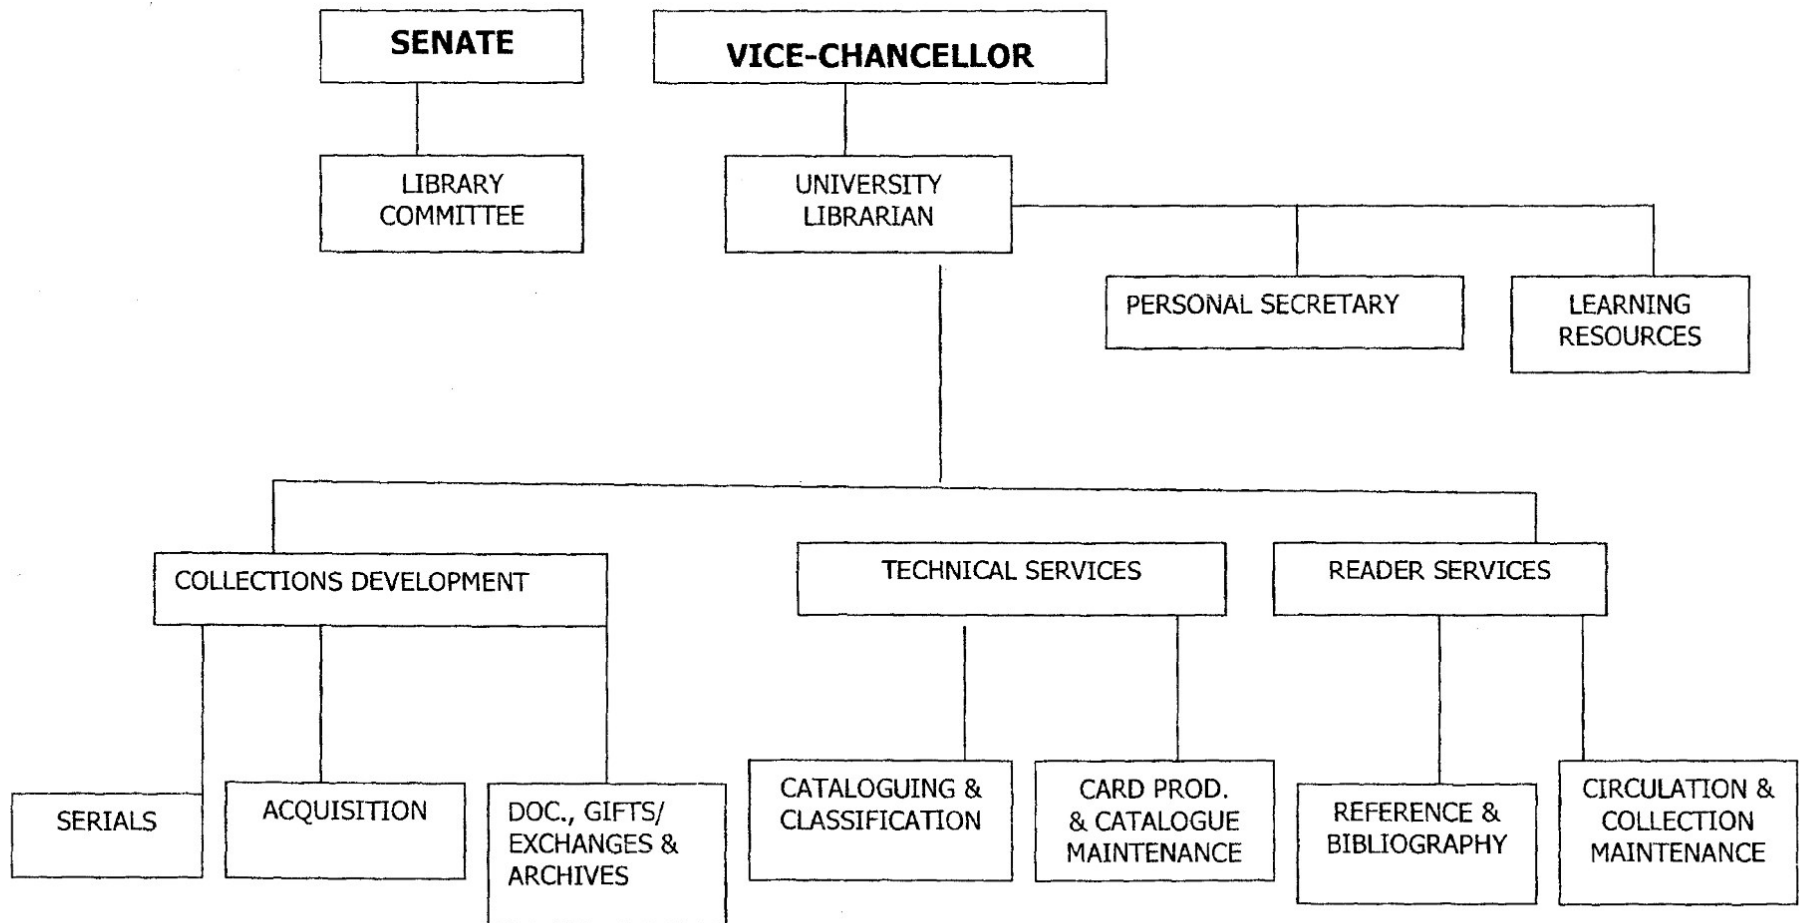 SENATE
VICE-CHANCELLOR
LIBRARY
COMMITTEE
UNIVERSITY
LIBRARIAN
PERSONAL SECRETARY
LEARNING
RESOURCES
COLLECTIONS DEVELOPMENT
TECHNICAL SERVICES
READER SERVICES
SERIALS
ACQUISITION
DOC., GIFTS/
EXCHANGES &
ARCHIVES
CATALOGUING &
CLASSIFICATION
CARD PROD.
& CATALOGUE
MAINTENANCE
REFERENCE &
BIBLIOGRAPHY
CIRCULATION &
COLLECTION
MAINTENANCE